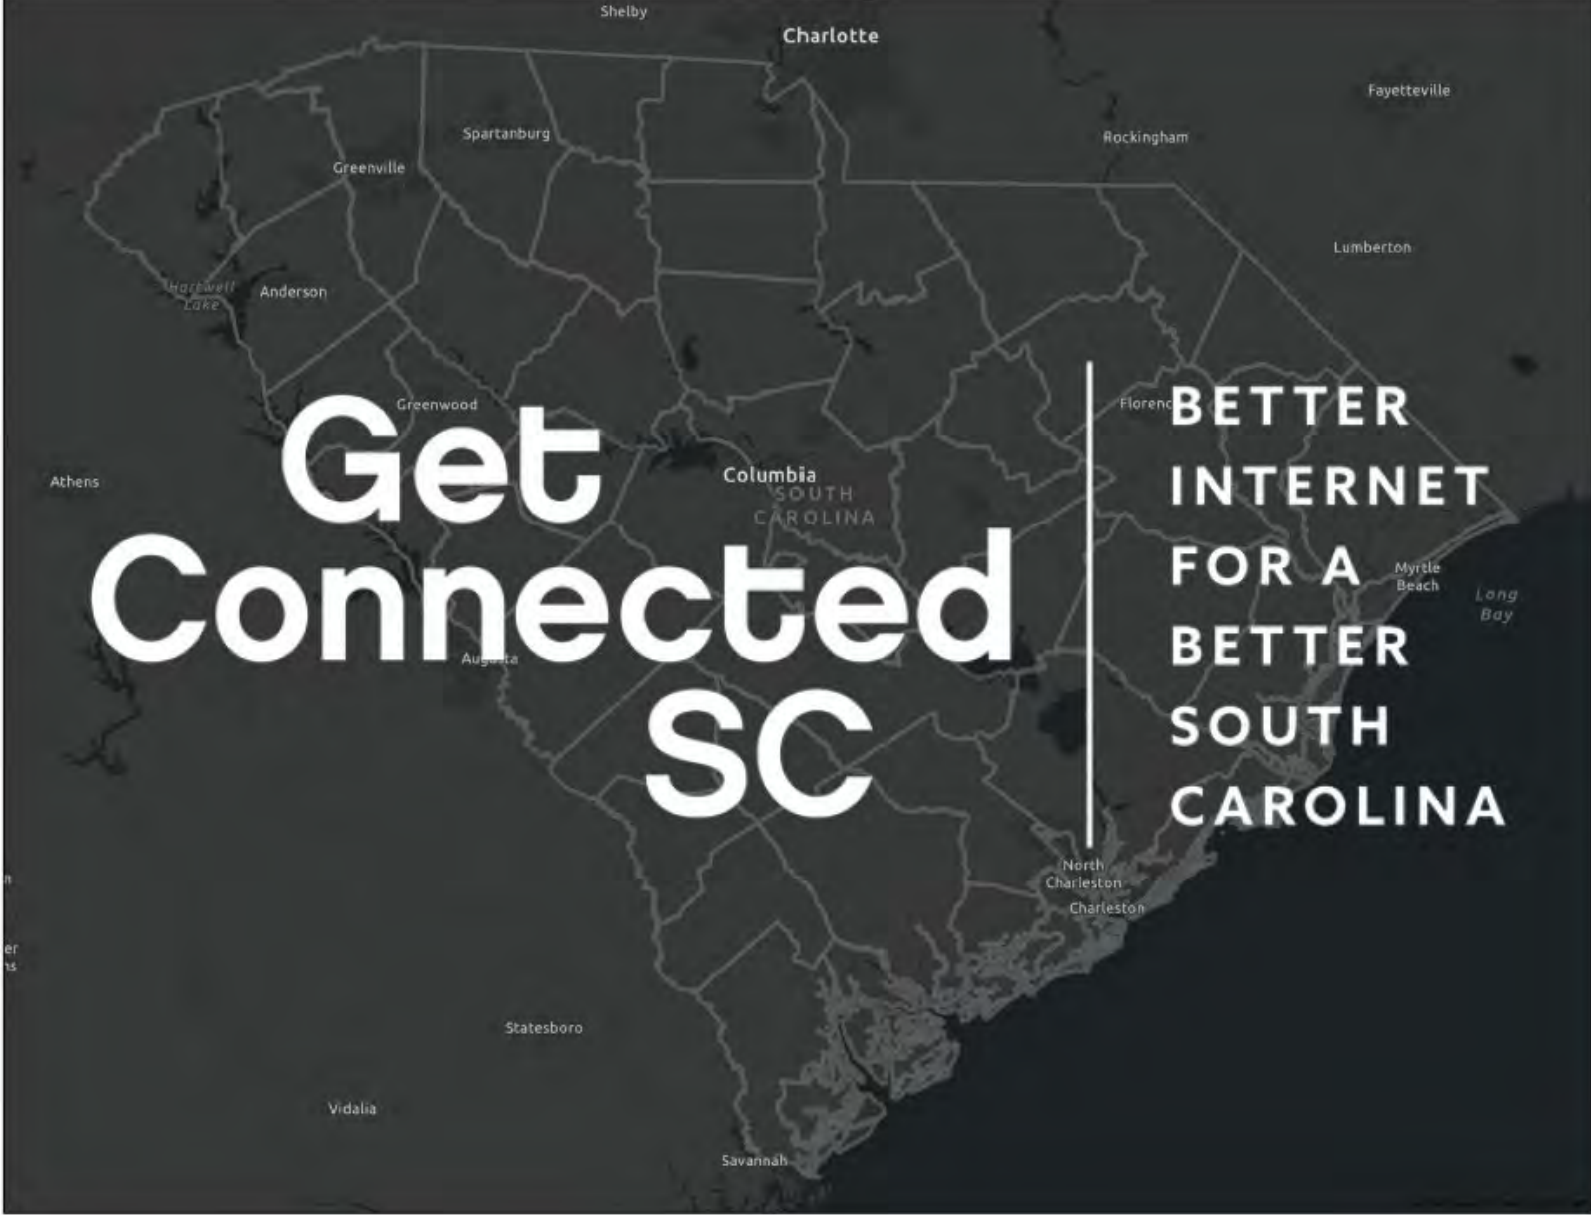 Shelby
Charlotte
Fayetteville
Spartanburg
Rockingham
Greenville
Lumberton
Hartwell
Lake
Anderson
Greenwood
Athens
Columbia
SOUTH
CAROLINA
Augusta
Myrtle
Beach
Long
Bay
North
Charleston
Charleston
Statesboro
Vidalia
Savannah
Get
Connected
SC
BETTER
INTERNET
FOR A
BETTER
SOUTH
CAROLINA